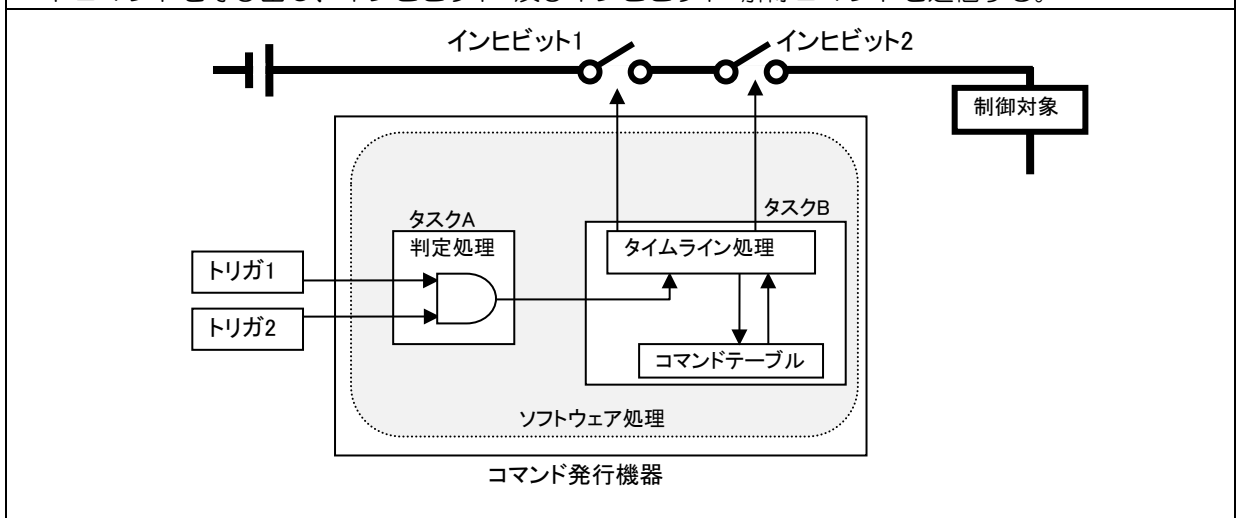 インヒビット1
インヒビット2
制御対象
タスクA
判定処理
タスクB
タイムライン処理
トリガ1
トリガ2
コマンドテーブル
ソフトウェア処理
コマンド発行機器